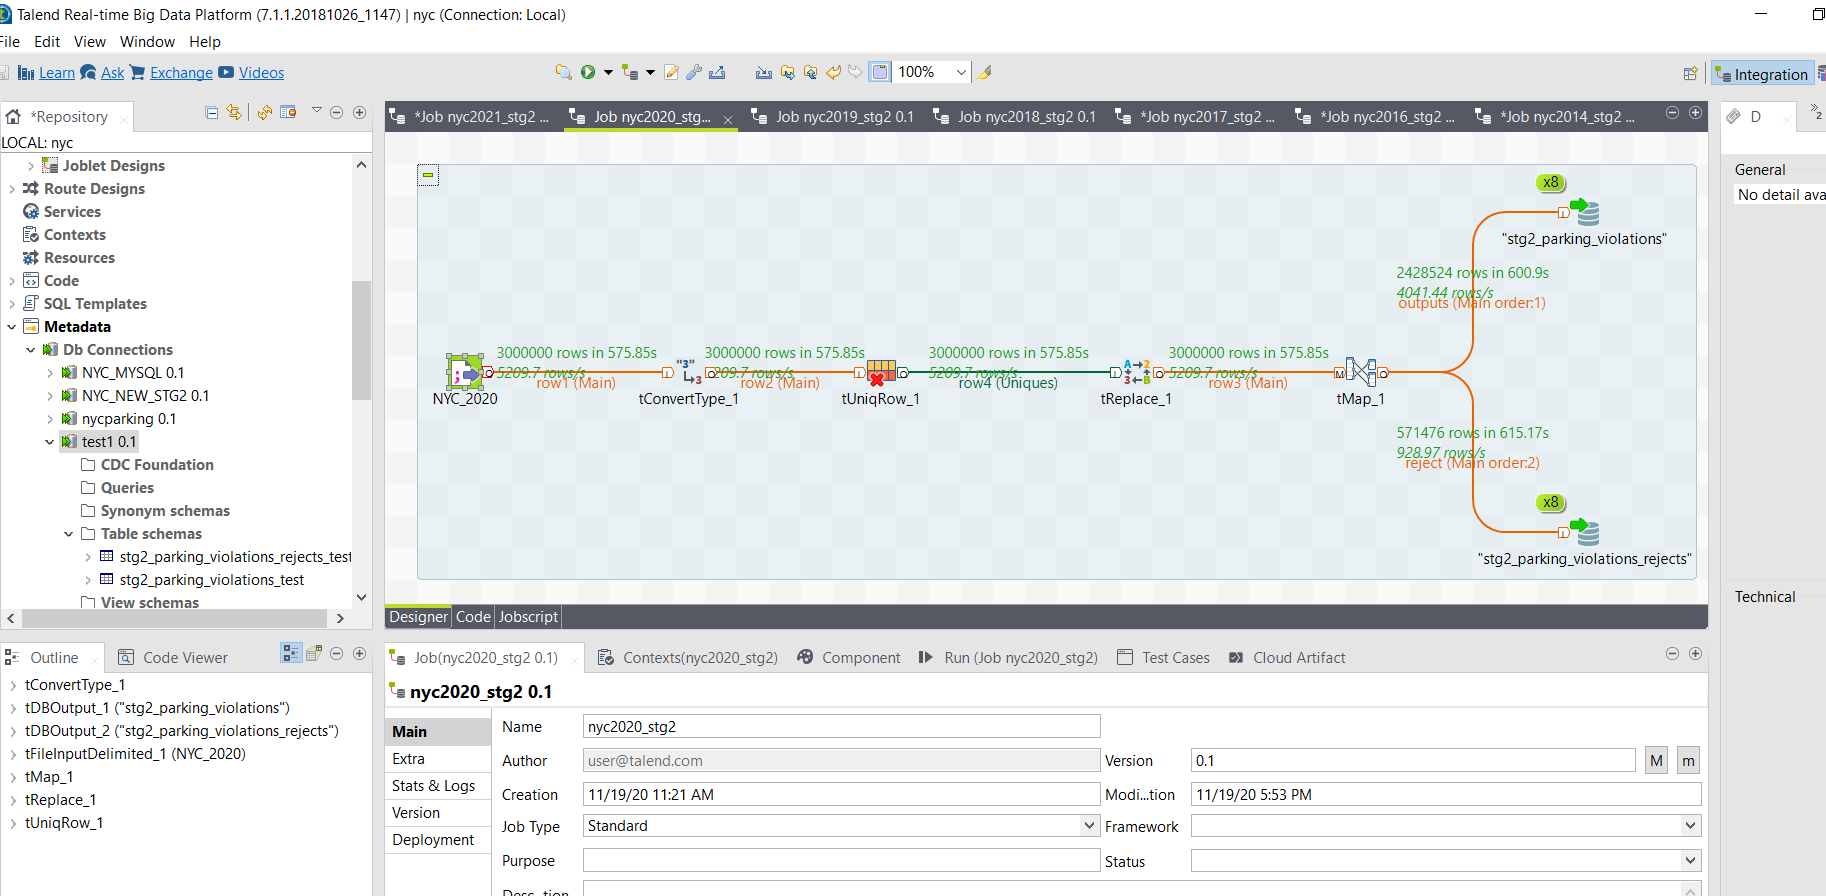 Talend Real-time Big Data Platform (7.1.1.20181026_1147) | nyc (Connection: Local)
File Edit View Window Help
Learn Ask Exchange Videos
100%
Integration
*Repository
LOCAL: nyc
Joblet Designs
Route Designs
Services
Contexts
Resources
Code
SQL Templates
Metadata
Db Connections
NYC_MYSQL 0.1
NYC_NEW_STG2 0.1
nycparking 0.1
test1 0.1
CDC Foundation
Queries
Synonym schemas
Table schemas
stg2_parking_violations_rejects_test
stg2_parking_violations_test
View schemas
*Job nyc2021_stg2 ...
Job nyc2020_stg...
Job nyc2019_stg2 0.1
Job nyc2018_stg2 0.1
*Job nyc2017_stg2 ...
*Job nyc2016_stg2 ...
*Job nyc2014_stg2 ...
2
D
General
No detail ava
Technical
x8
"stg2_parking_violations"
2428524 rows in 600.9s
4041.44 rows/s
outputs (Main order:1)
3000000 rows in 575.85s
5209.7 rows/s
row1 (Main)
NYC_2020
"3"
3
tConvertType_1
3000000 rows in 575.85s
5209.7 rows/s
row2 (Main)
tUniqRow_1
3000000 rows in 575.85s
5209.7 rows/s
row4 (Uniques)
A 2
3 B
tReplace_1
3000000 rows in 575.85s
5209.7 rows/s
row3 (Main)
M
tMap_1
571476 rows in 615.17s
928.97 rows/s
reject (Main order:2)
x8
"stg2_parking_violations_rejects"
Designer Code Jobscript
Outline Code Viewer
tConvertType_1
tDBOutput_1 ("stg2_parking_violations")
tDBOutput_2 ("stg2_parking_violations_rejects")
tFileInputDelimited_1 (NYC_2020)
tMap_1
tReplace_1
tUniqRow_1
Job(nyc2020_stg2 0.1) Contexts(nyc2020_stg2) Component Run (Job nyc2020_stg2) Test Cases Cloud Artifact
nyc2020_stg2 0.1
Main
Extra
Stats & Logs
Version
Deployment
Name nyc2020_stg2
Author user@talend.com Version 0.1 M m
Creation 11/19/20 11:21 AM Modi...tion 11/19/20 5:53 PM
Job Type Standard Framework
Purpose Status
Desc...tion